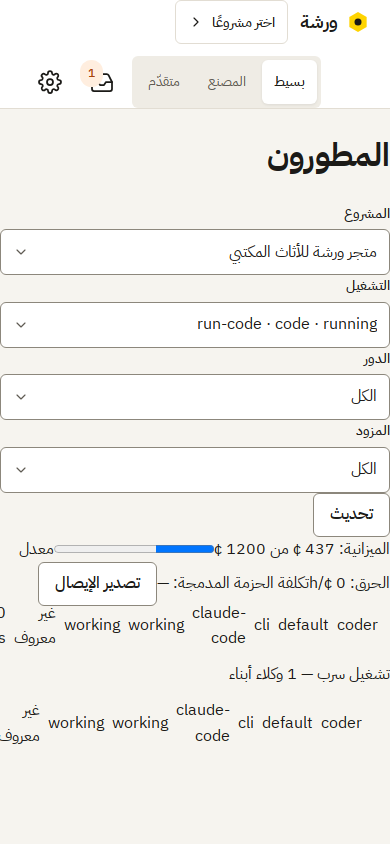 ورشة
اختر مشروعًا
بسيط
المصنع
متقدّم
1
المطورون
المشروع
متجر ورشة للأثاث المكتبي
التشغيل
run-code · code · running
الدور
الكل
المزود
الكل
تحديث
الميزانية: 437 ¢ من 1200 ¢
معدل
الحرق: 0 ¢/h
تكلفة الحزمة المدمجة: —
تصدير الإيصال
coder default cli claude-code working working غير معروف 0
s
تشغيل سرب — 1 وكلاء أبناء
coder default cli claude-code working working غير معروف